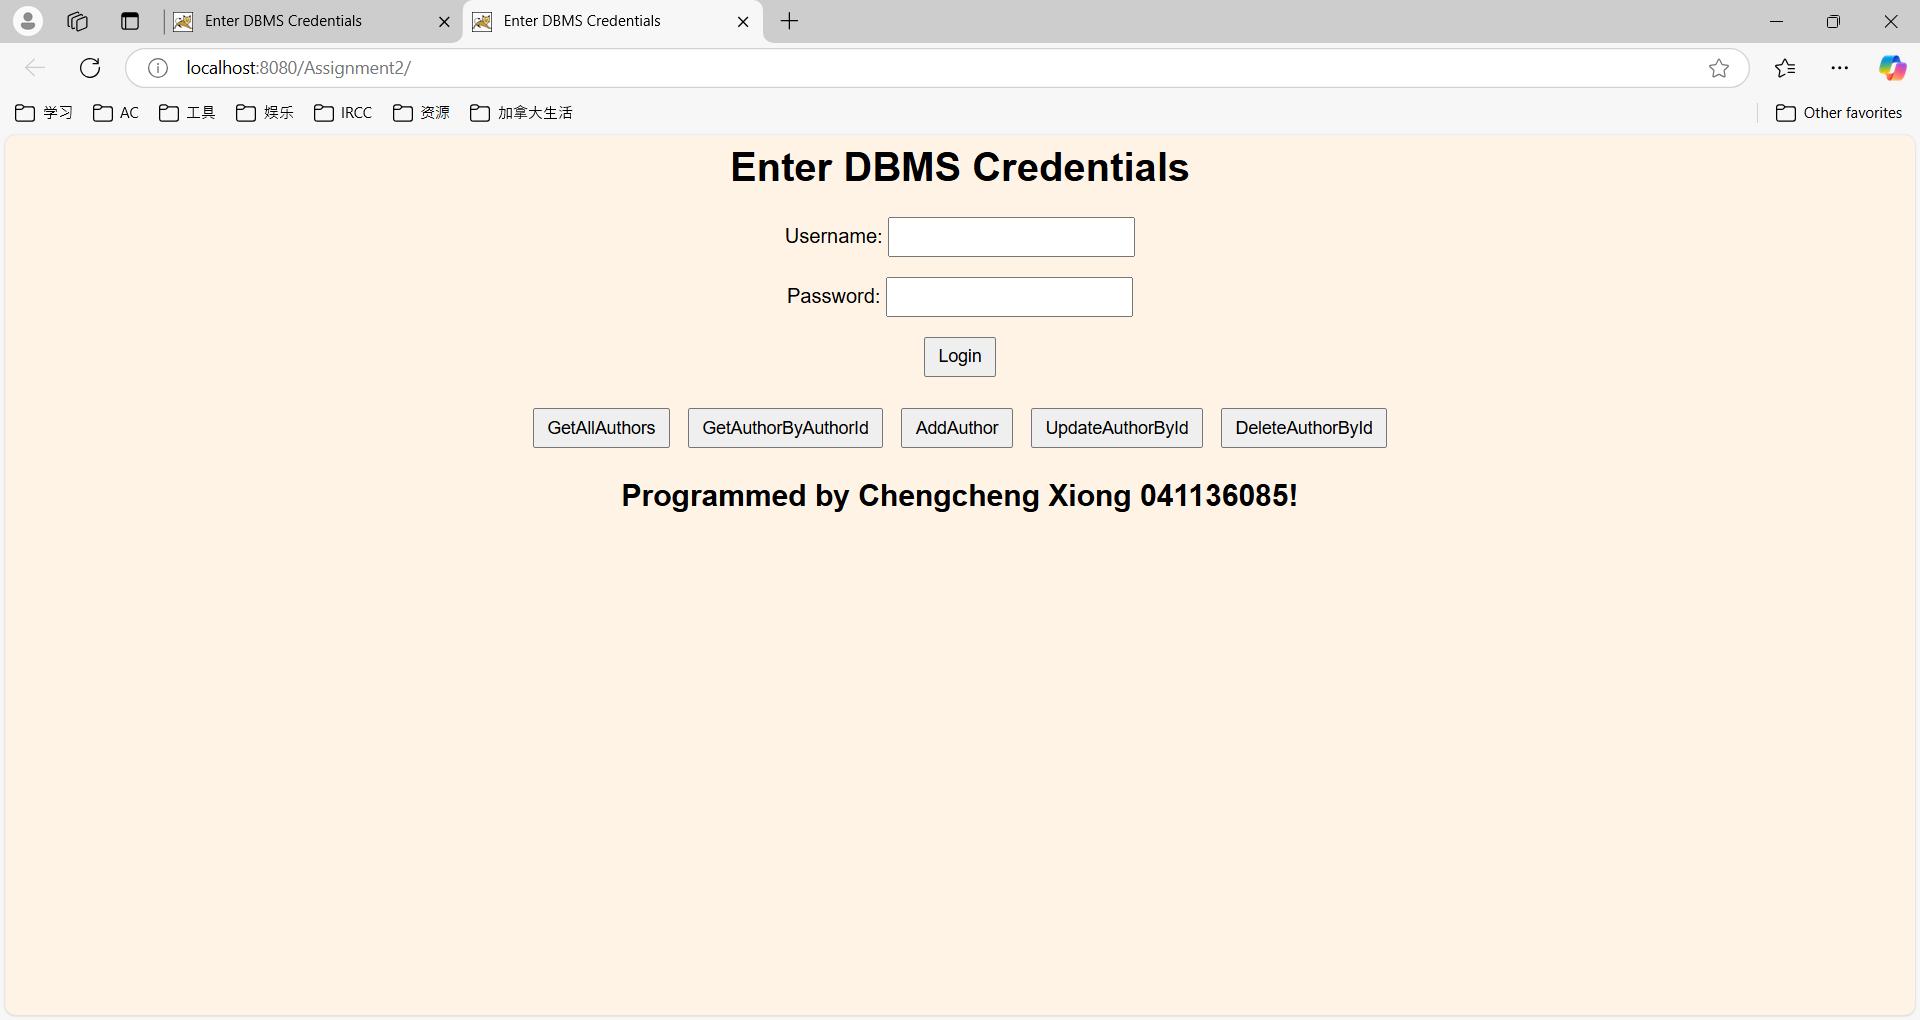 Enter DBMS Credentials
Enter DBMS Credentials
localhost:8080/Assignment2/
学习 AC 工具 娱乐 IRCC 资源 加拿大生活 Other favorites
Enter DBMS Credentials
Username:
Password:
Login
GetAllAuthors GetAuthorByAuthorId AddAuthor UpdateAuthorById DeleteAuthorById
Programmed by Chengcheng Xiong 041136085!